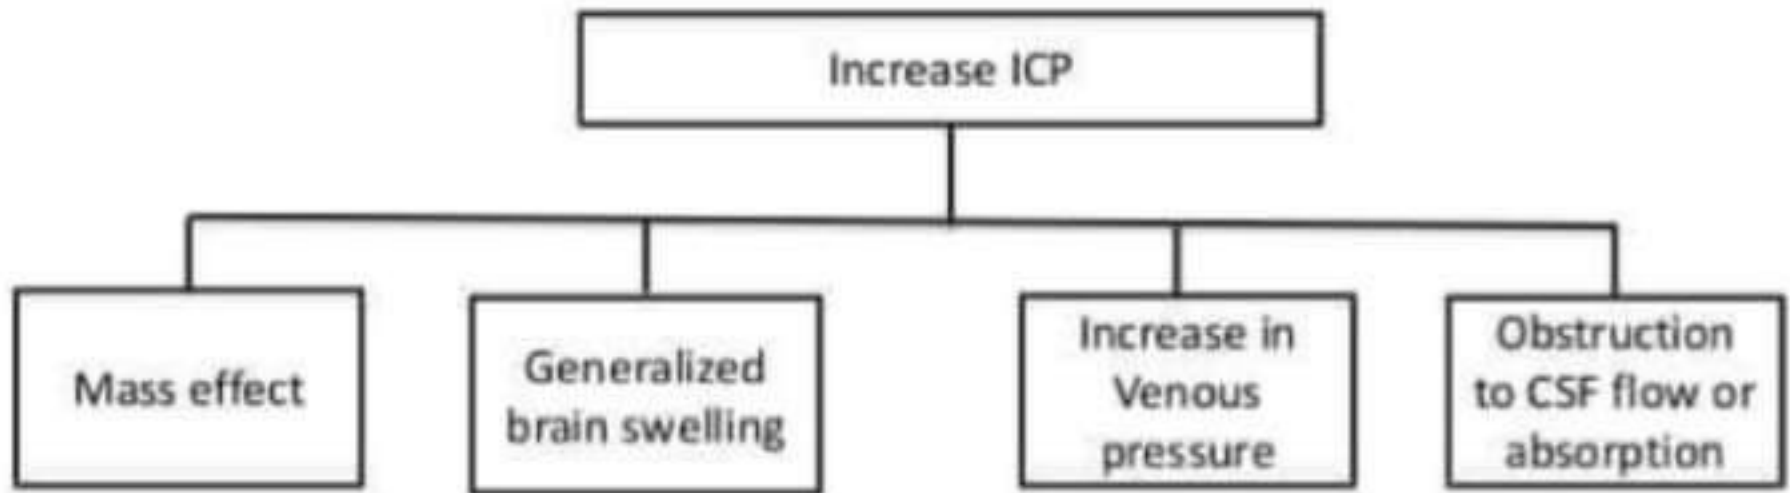 Increase ICP
Mass effect
Generalized
brain swelling
Increase in
Venous
pressure
Obstruction
to CSF flow or
absorption